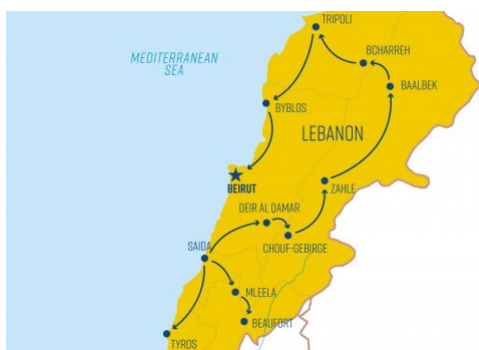 TRIPOLI
MEDITERRANEAN
SEA
BCHARREH
BAALBEK
BYBLOS
LEBANON
BEIRUT
ZAHLE
DEIR AL QAMAR
CHOUF-GEBIRGE
SAIDA
MLEELA
BEAUFORT
TYROS